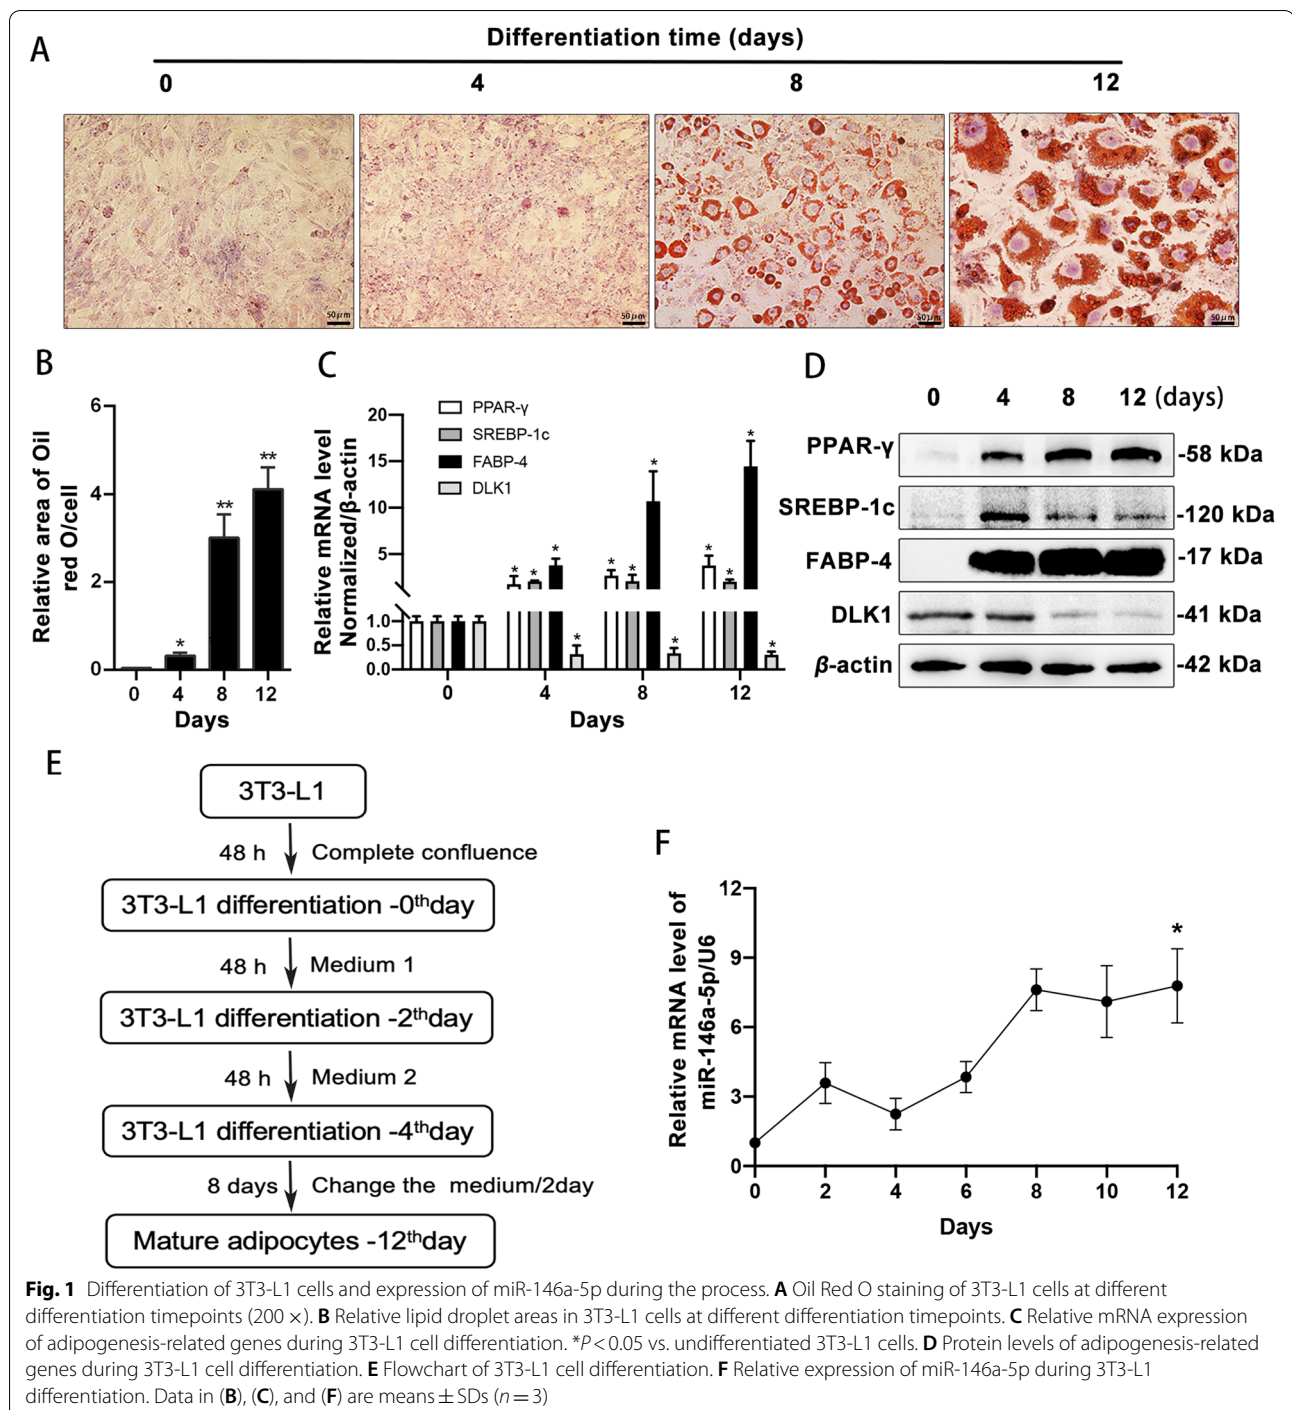 A
Differentiation time (days)
0 4 8 12
50 μm 50 μm 50 μm 50 μm
B
Relative area of Oil
red O/cell
6
4
2
0
* ** **
0 4 8 12
Days
C
Relative mRNA level
Normalized/β-actin
PPAR-γ
SREBP-1c
FABP-4
DLK1
20
15
10
5
1.0
0.5
0.0
* * * *
* * * *
* * * *
0 4 8 12
Days
D
0 4 8 12 (days)
PPAR-γ -58 kDa
SREBP-1c -120 kDa
FABP-4 -17 kDa
DLK1 -41 kDa
β-actin -42 kDa
E
3T3-L1
48 h Complete confluence
3T3-L1 differentiation -0thday
48 h Medium 1
3T3-L1 differentiation -2thday
48 h Medium 2
3T3-L1 differentiation -4thday
8 days Change the medium/2day
Mature adipocytes -12thday
F
Relative mRNA level of
miR-146a-5p/U6
12
9
6
3
0
*
0 2 4 6 8 10 12
Days
Fig. 1 Differentiation of 3T3-L1 cells and expression of miR-146a-5p during the process. A Oil Red O staining of 3T3-L1 cells at different
differentiation timepoints (200 ×). B Relative lipid droplet areas in 3T3-L1 cells at different differentiation timepoints. C Relative mRNA expression
of adipogenesis-related genes during 3T3-L1 cell differentiation. *P < 0.05 vs. undifferentiated 3T3-L1 cells. D Protein levels of adipogenesis-related
genes during 3T3-L1 cell differentiation. E Flowchart of 3T3-L1 cell differentiation. F Relative expression of miR-146a-5p during 3T3-L1
differentiation. Data in (B), (C), and (F) are means ± SDs (n = 3)